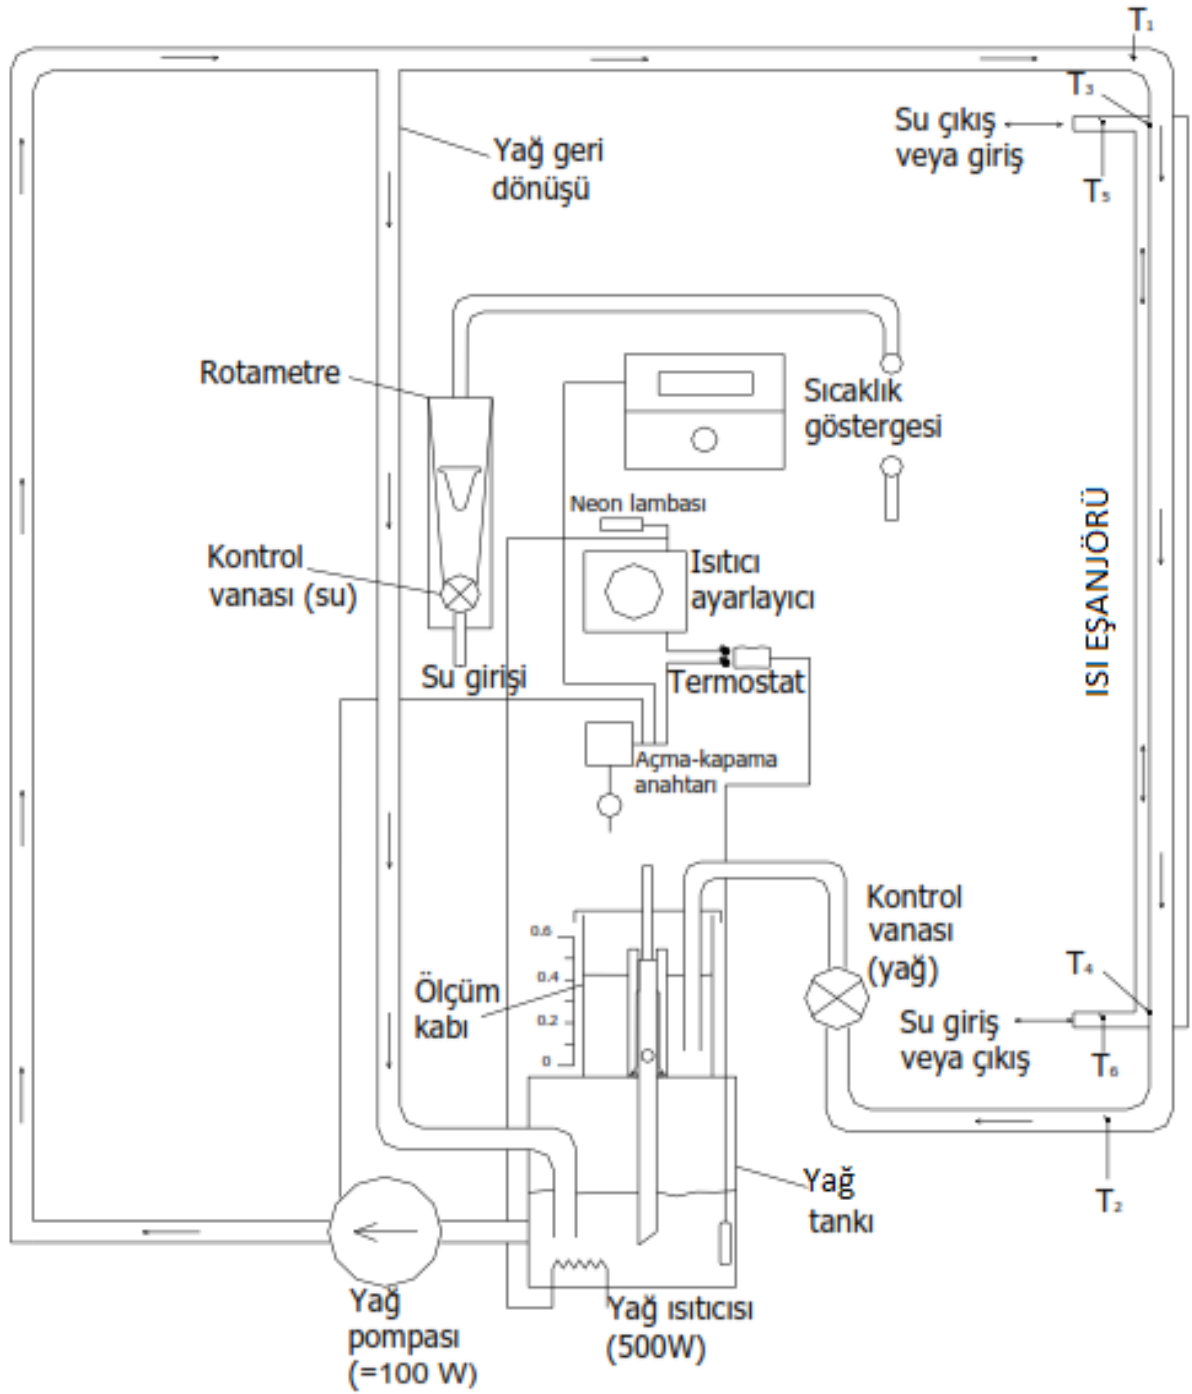 T₁
T₃
Su çıkış
veya giriş
T₅
Yağ geri
dönüşü
Rotametre
Sıcaklık
göstergesi
Neon lambası
Kontrol
vanası (su)
Isıtıcı
ayarlayıcı
ISI EŞANJÖRÜ
Su girişi
Termostat
Açma-kapama
anahtarı
Kontrol
vanası
(yağ)
0.6
0.4
0.2
0
Ölçüm
kabı
T₄
Su giriş
veya çıkış
T₆
Yağ
tankı
T₂
Yağ
pompası
(=100 W)
Yağ ısıtıcısı
(500W)